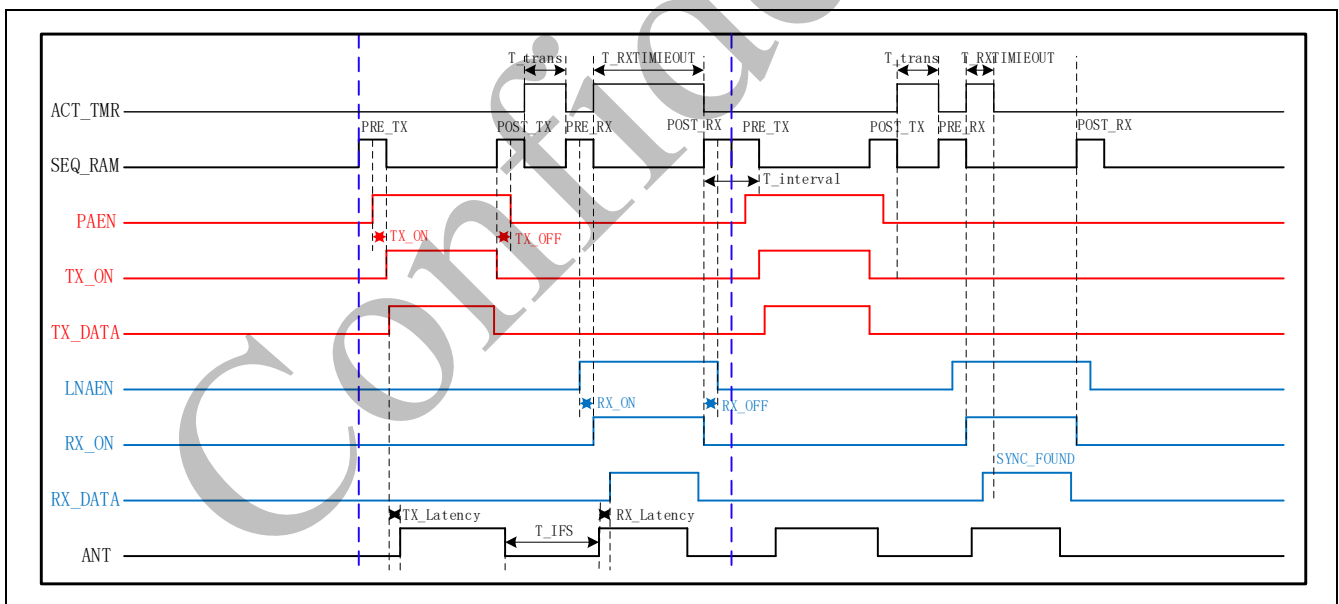 T_trans T_RXTIMIEOUT T_trans T_RXTIMIEOUT
ACT_TMR
PRE_TX POST_TX PRE_RX POST_RX PRE_TX POST_TX PRE_RX POST_RX
SEQ_RAM
T_interval
PAEN
TX_ON TX_OFF
TX_ON
TX_DATA
LNAEN
RX_ON RX_OFF
RX_ON
SYNC_FOUND
RX_DATA
TX_Latency RX_Latency
T_IFS
ANT